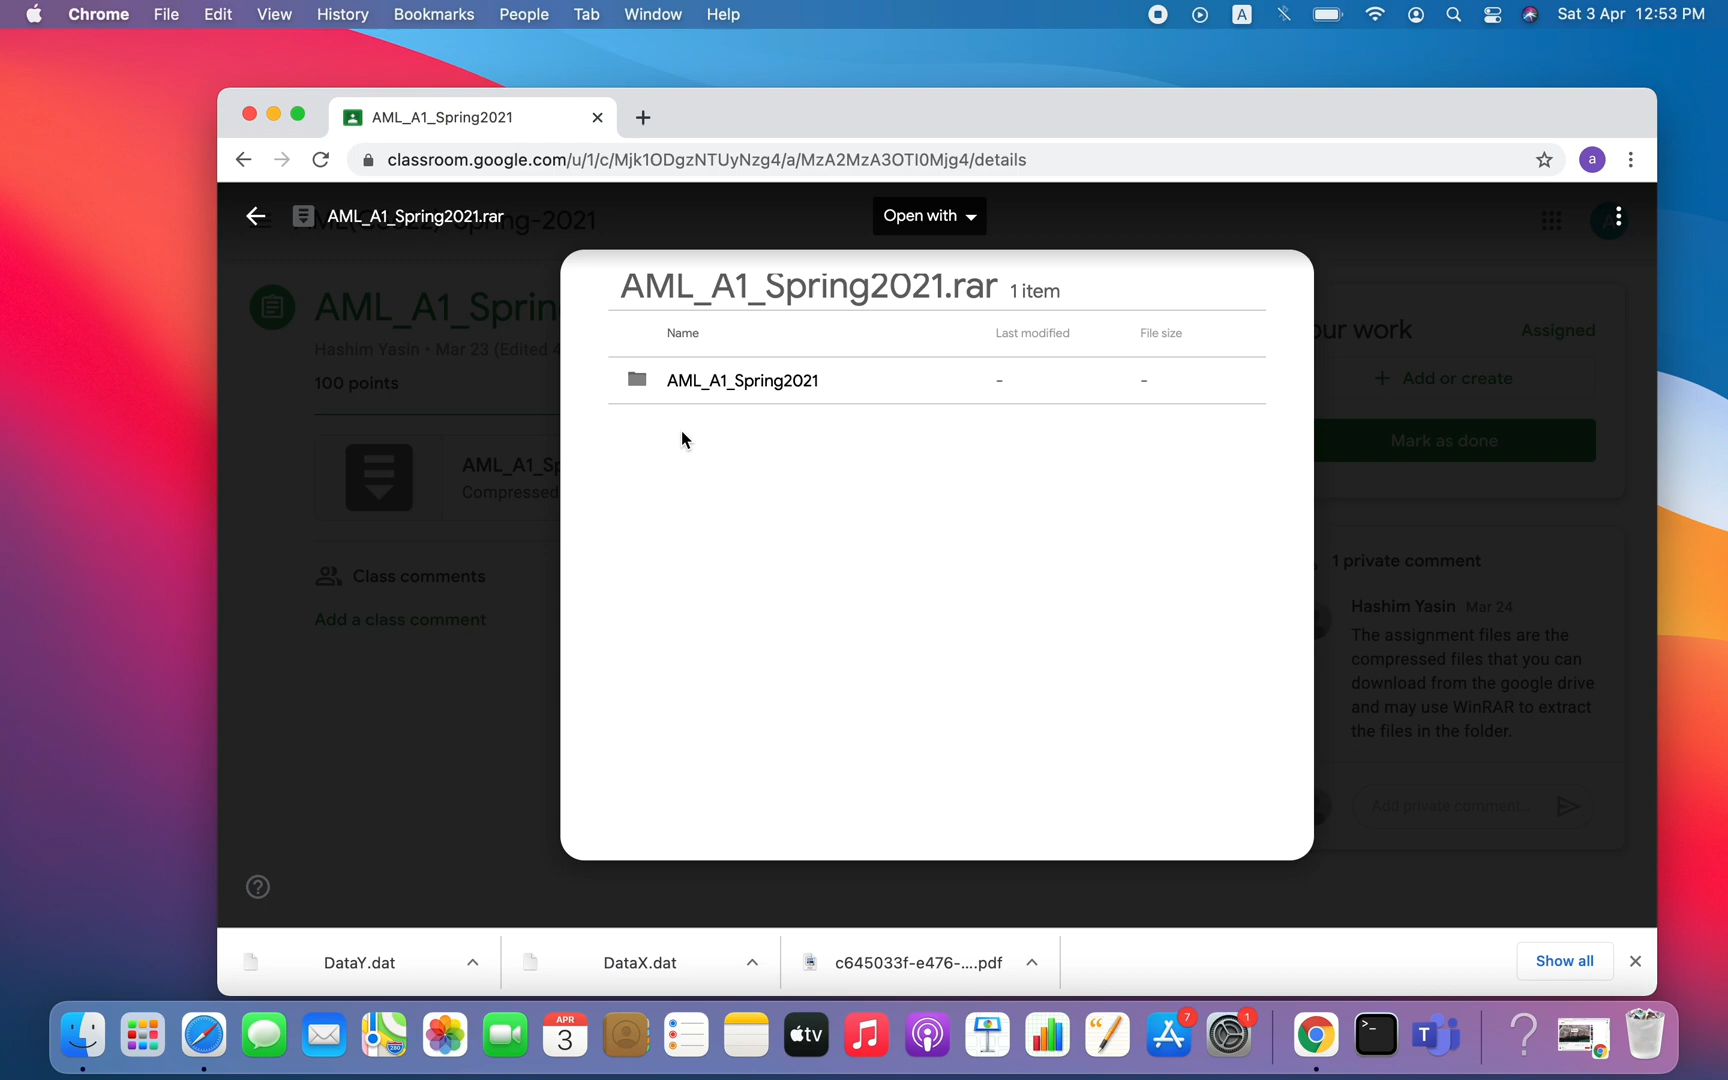 Chrome File Edit View History Bookmarks People Tab Window Help
A
Sat 3 Apr 12:53 PM
AML_A1_Spring2021
classroom.google.com/u/1/c/Mjk1ODgzNTUyNzg4/a/MzA2MzA3OTI0Mjg4/details
a
AML_A1_Spring2021.rar
Open with
ng-2021
AML_A1_Spring2021.rar 1 item
Name Last modified File size
AML_A1_Spring2021 - -
AML_A1_Sprin
Hashim Yasin • Mar 23 (Edited
100 points
AML_A1_Sp
Compressed
Class comments
Add a class comment
our work
Assigned
+ Add or create
Mark as done
1 private comment
Hashim Yasin Mar 24
The assignment files are the
compressed files that you can
download from the google drive
and may use WinRAR to extract
the files in the folder.
Add private comment...
DataY.dat
DataX.dat
c645033f-e476-....pdf
Show all
280
APR
3
tv
7
1
>_
T
?